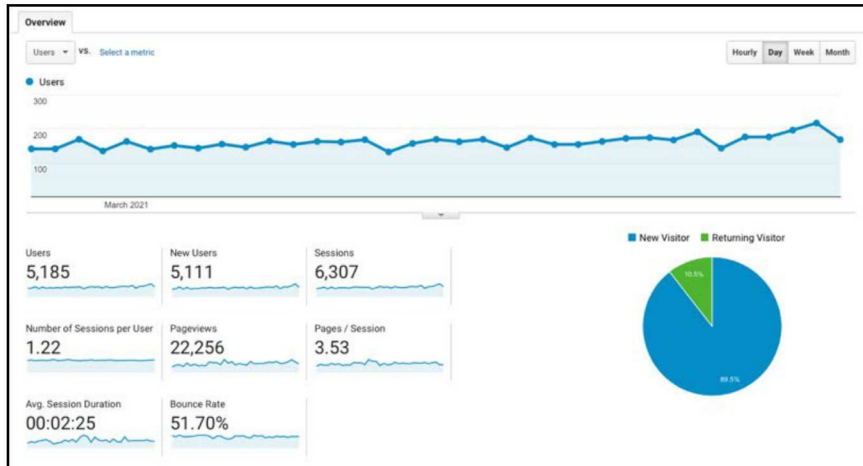 Overview
Users VS. Select a metric
Hourly Day Week Month
Users
300
200
100
March 2021
New Visitor Returning Visitor
Users New Users Sessions
5,185 5,111 6,307
Number of Sessions per User Pageviews Pages / Session
1.22 22,256 3.53
Avg. Session Duration Bounce Rate
00:02:25 51.70%
10.5%
89.5%